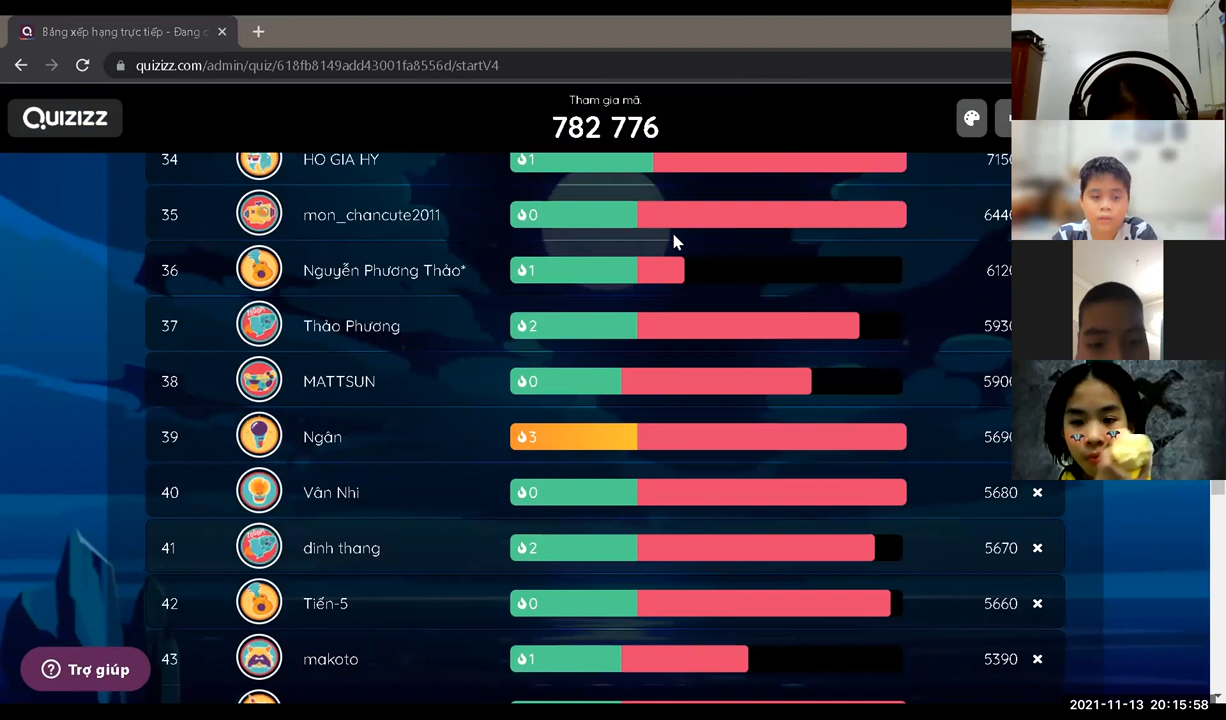 Bảng xếp hạng trực tiếp - Đang
quizizz.com/admin/quiz/618fb8149add43001fa8556d/startV4
QUIZIZZ
Tham gia mã.
782 776
34 HO GIA HY 1
35 mon_chancute2011 0
36 Nguyễn Phương Thảo* 1
37 Thảo Phương 2
38 MATTSUN 0
39 Ngân 3
40 Vân Nhi 0 5680
41 dinh thang 2 5670
42 Tiến-5 0 5660
43 makoto 1 5390
Trợ giúp
2021-11-13 20:15:58